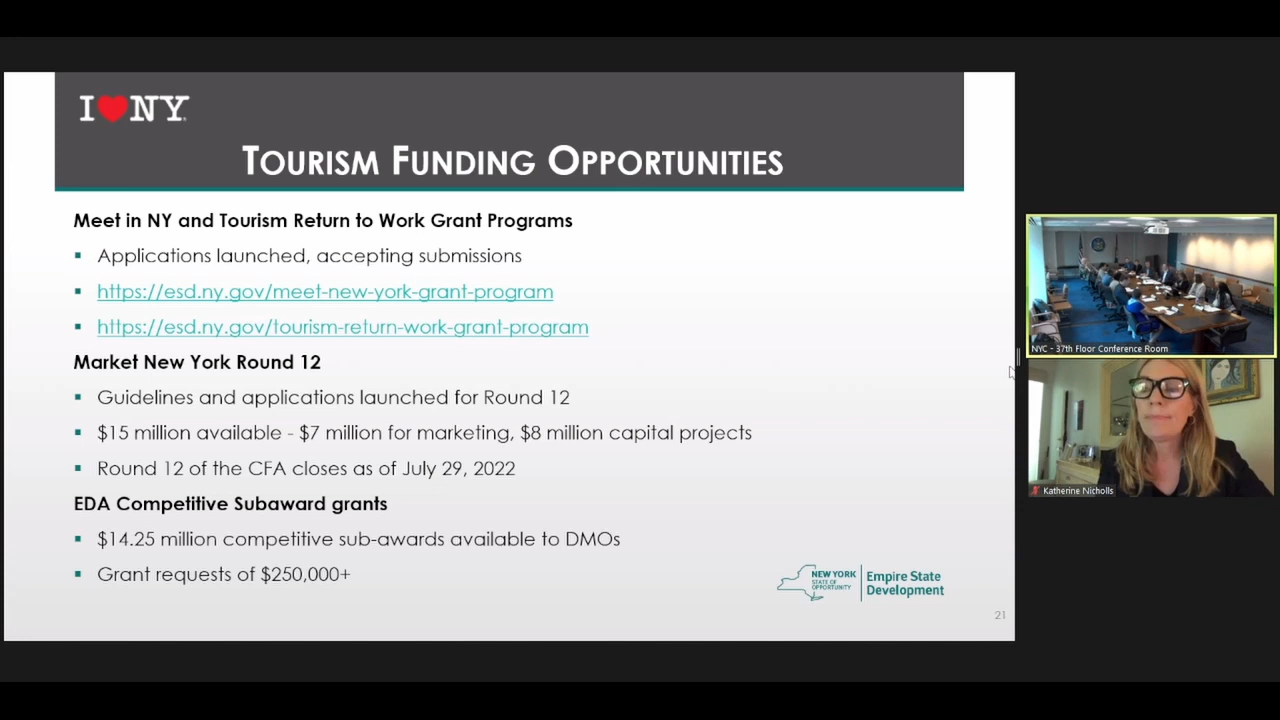 I♥NY
TOURISM FUNDING OPPORTUNITIES
Meet in NY and Tourism Return to Work Grant Programs
▪ Applications launched, accepting submissions
▪ https://esd.ny.gov/meet-new-york-grant-program
▪ https://esd.ny.gov/tourism-return-work-grant-program
Market New York Round 12
▪ Guidelines and applications launched for Round 12
▪ $15 million available - $7 million for marketing, $8 million capital projects
▪ Round 12 of the CFA closes as of July 29, 2022
EDA Competitive Subaward grants
▪ $14.25 million competitive sub-awards available to DMOs
▪ Grant requests of $250,000+
NEW YORK
STATE OF
OPPORTUNITY
Empire State
Development
21
NYC - 37th Floor Conference Room
Katherine Nicholls